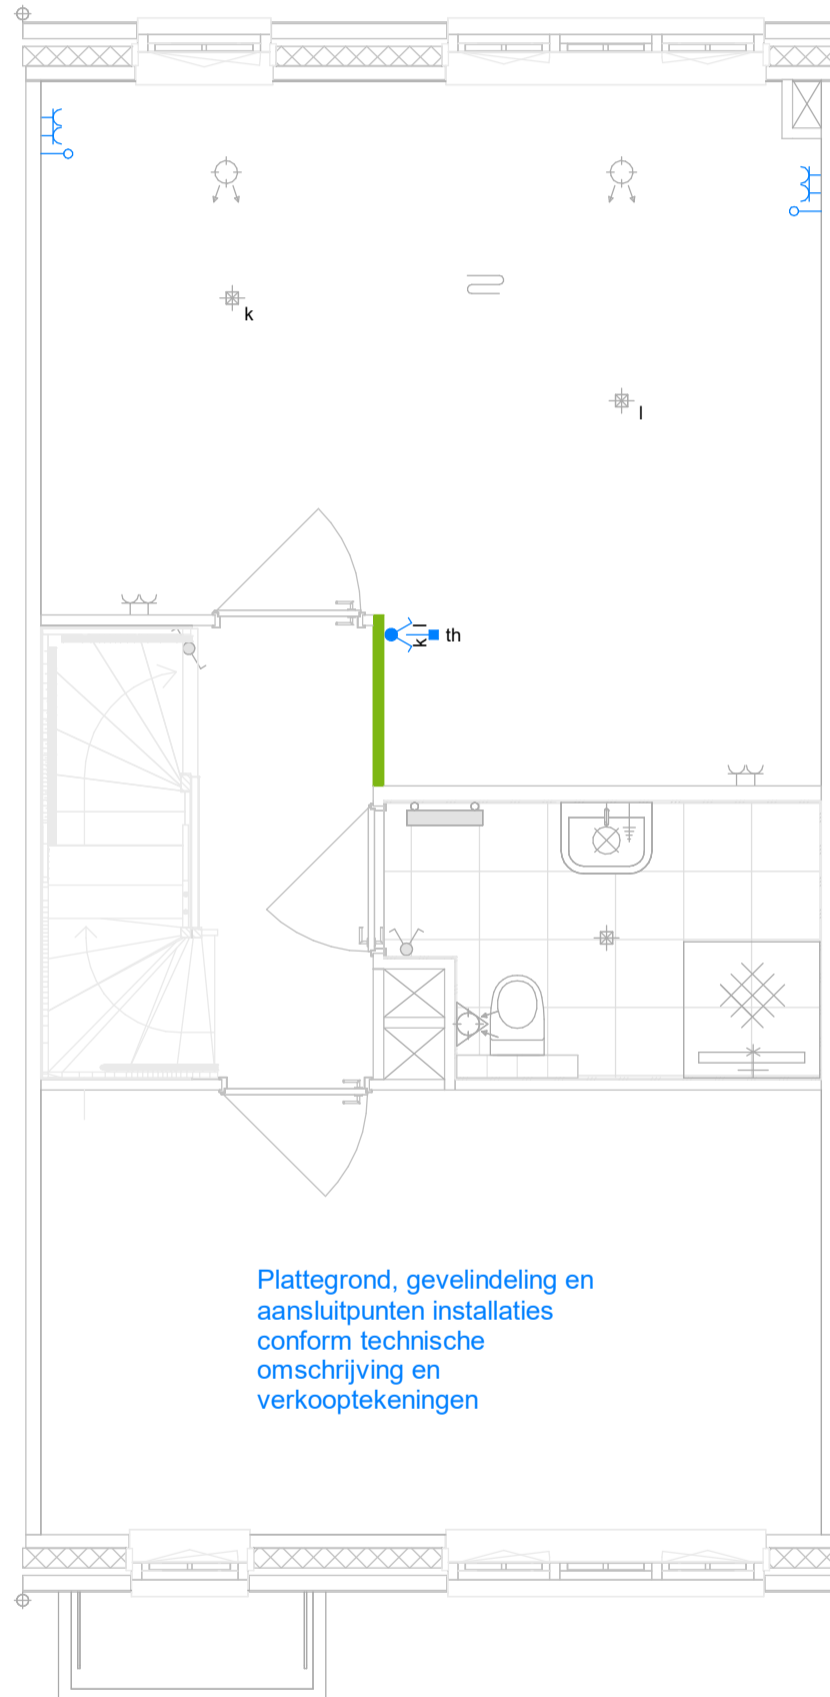 k
l
k l
th
Plattegrond, gevelindeling en
aansluitpunten installaties
conform technische
omschrijving en
verkooptekeningen